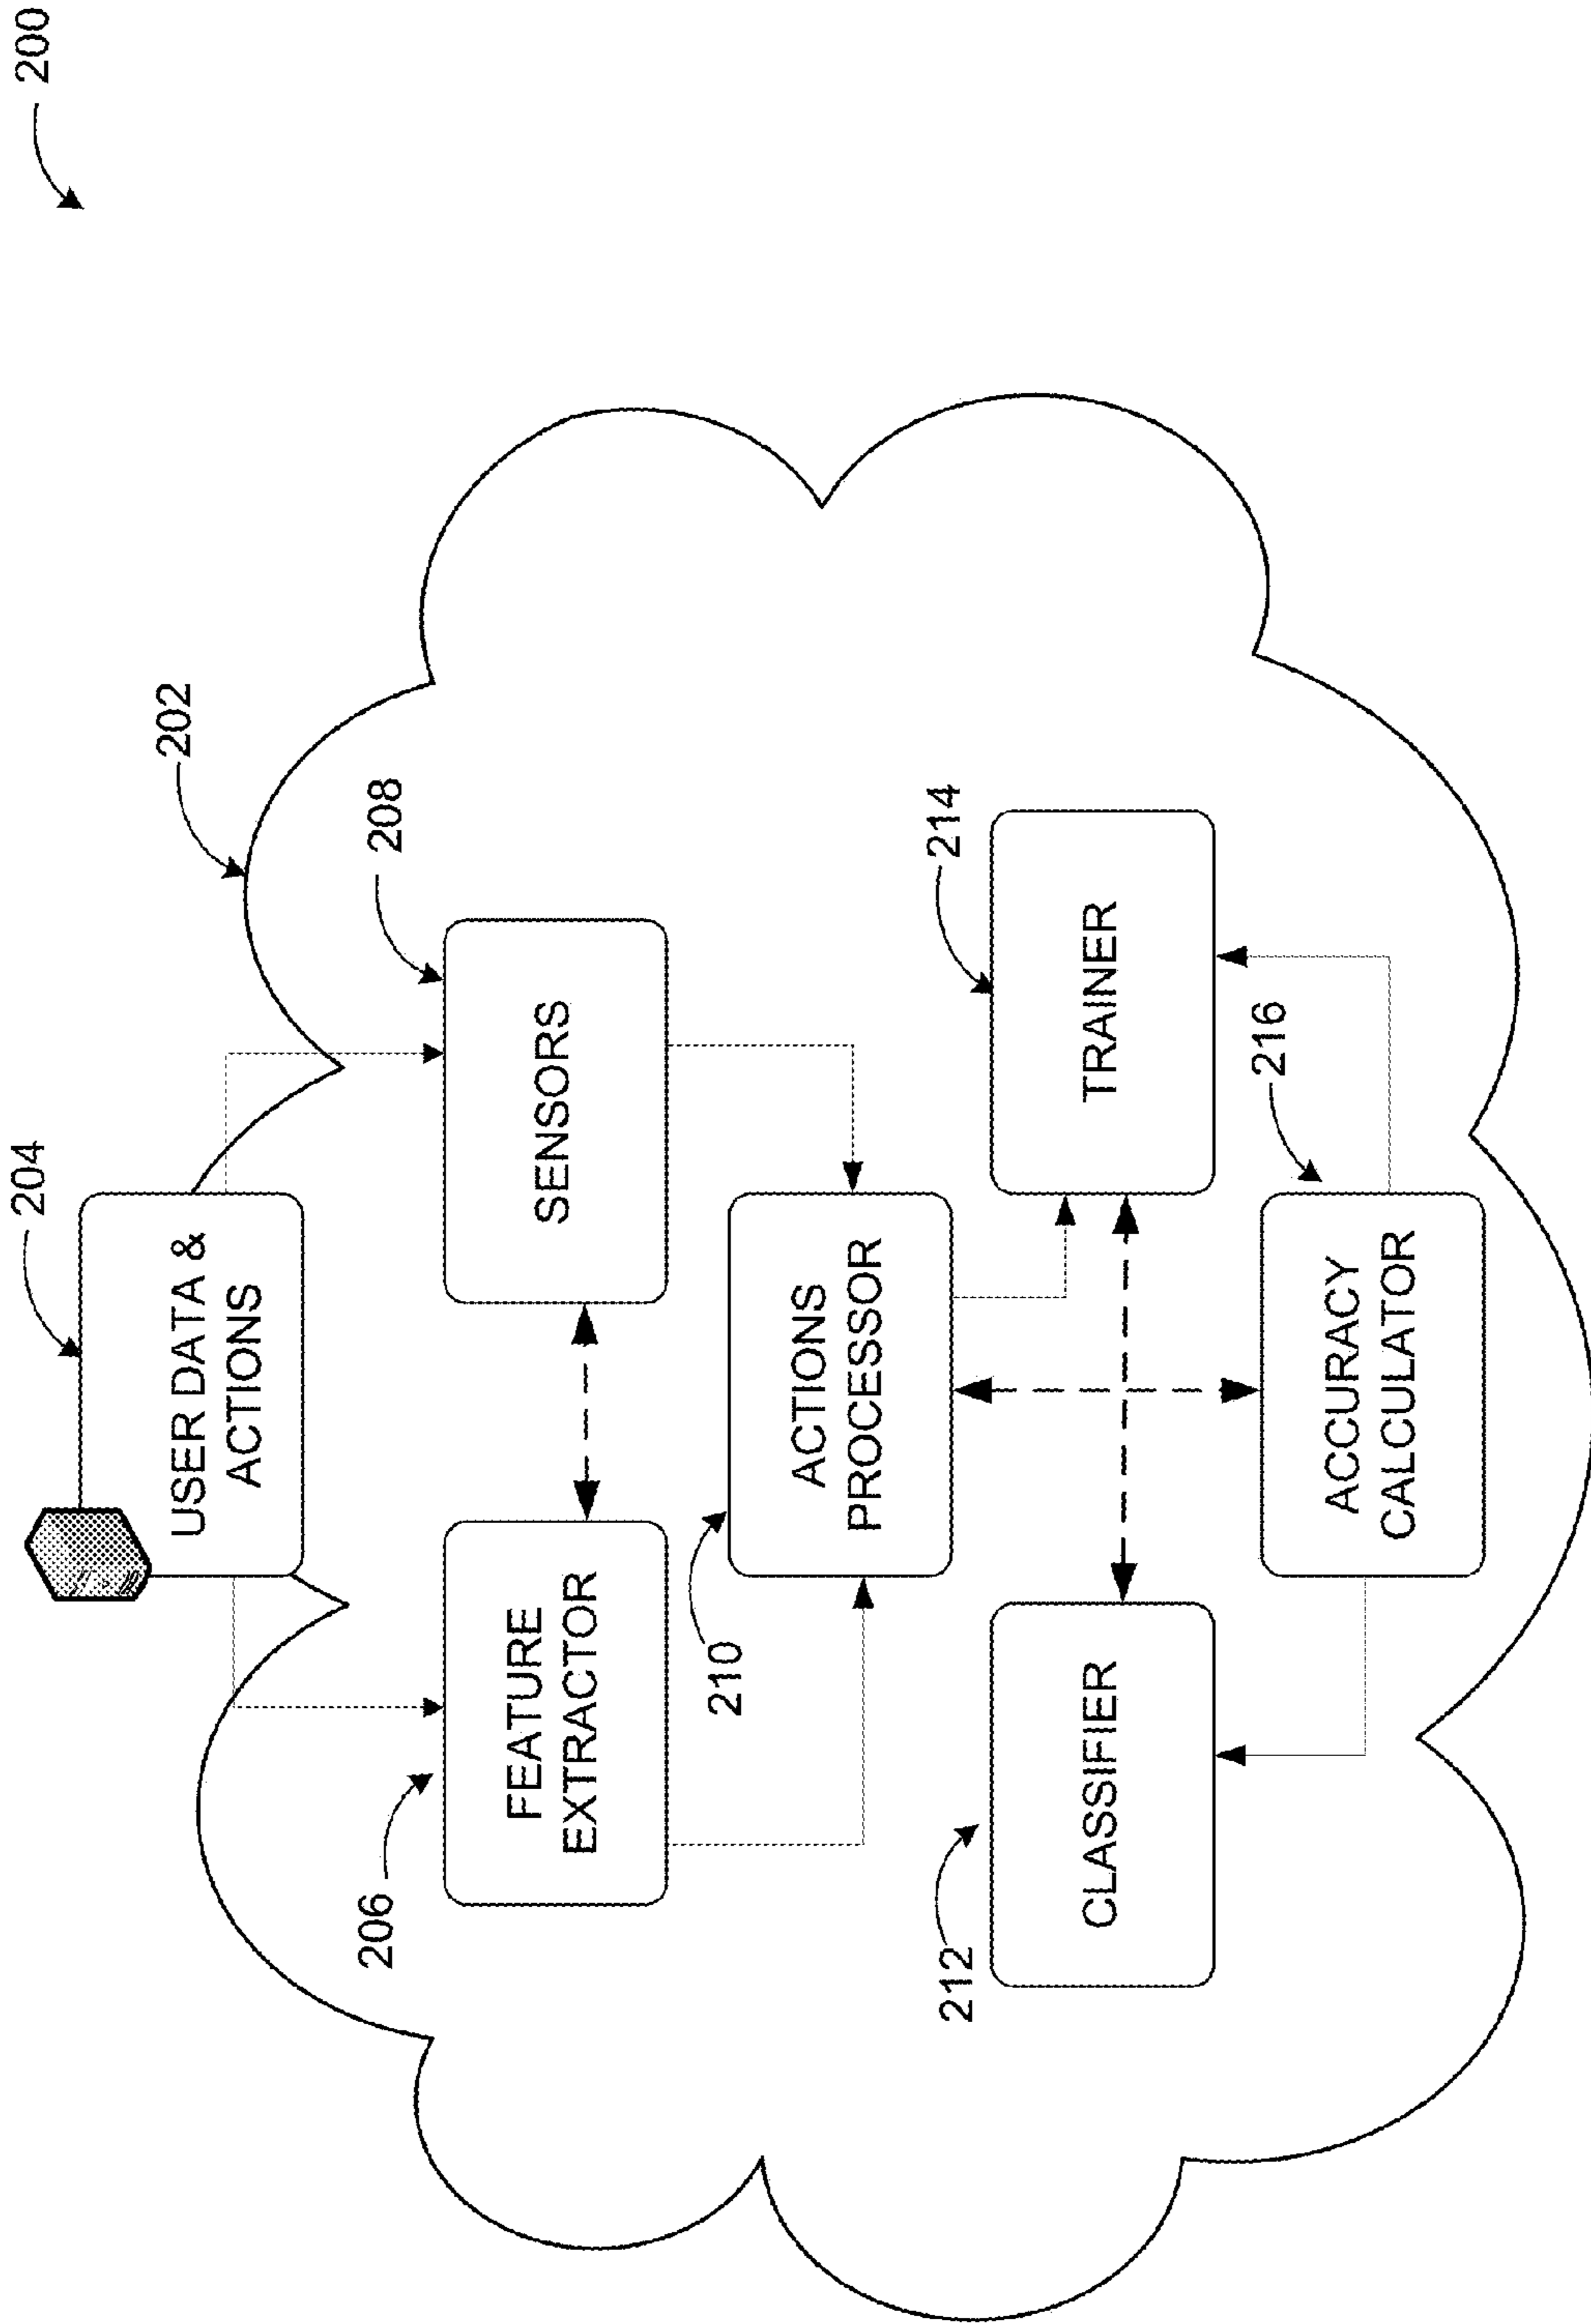 200
202
204
USER DATA &
ACTIONS
206
FEATURE
EXTRACTOR
208
SENSORS
210
ACTIONS
PROCESSOR
212
CLASSIFIER
214
TRAINER
216
ACCURACY
CALCULATOR